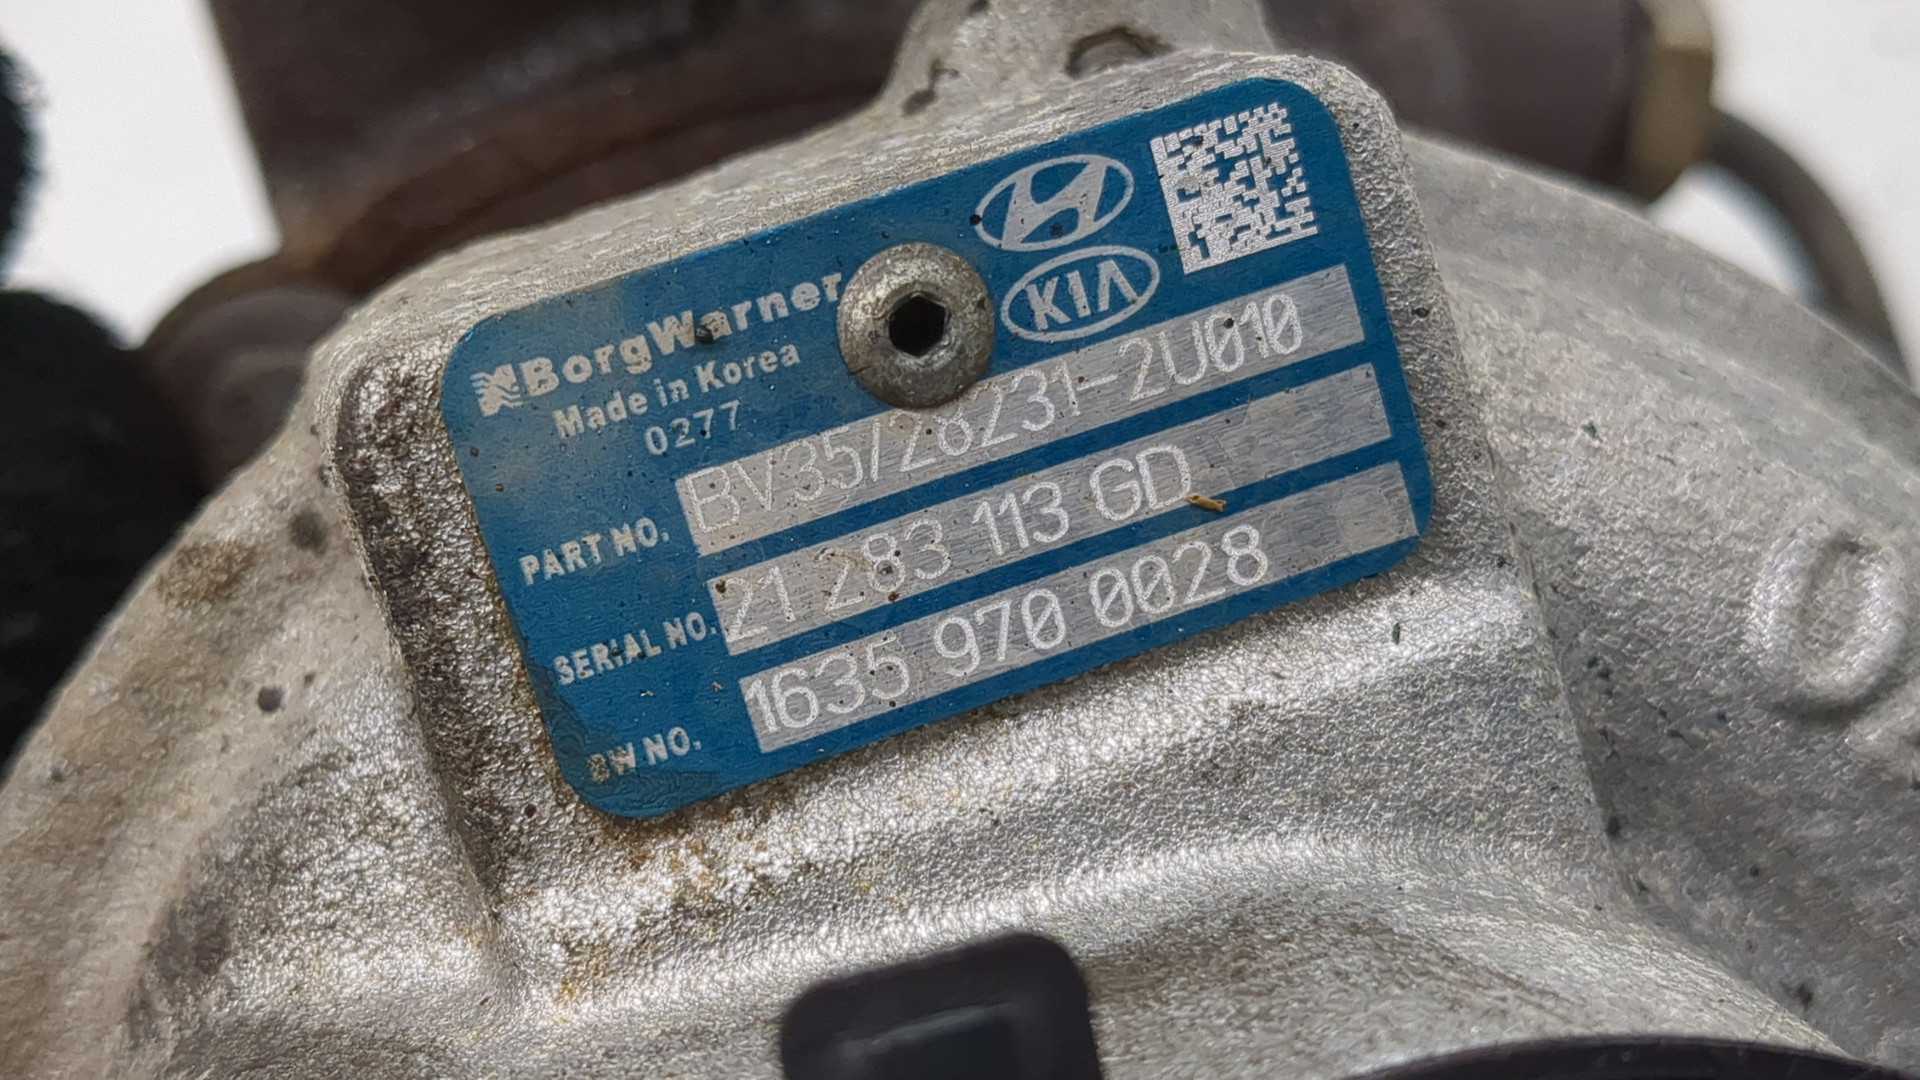 BorgWarner
Made in Korea
0277
KIA
PART NO. BV35/28231-2U010
SERIAL NO. 21 283 113 GD
BW NO. 1635 970 0028